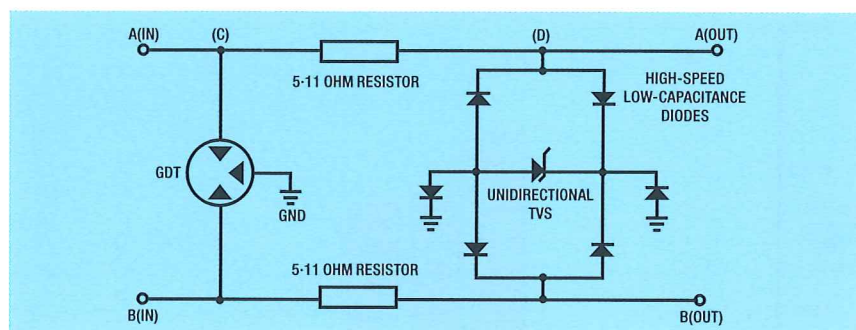 A(IN)
(C)
(D)
A(OUT)
5·11 OHM RESISTOR
HIGH-SPEED
LOW-CAPACITANCE
DIODES
GDT
GND
UNIDIRECTIONAL
TVS
5·11 OHM RESISTOR
B(IN)
B(OUT)